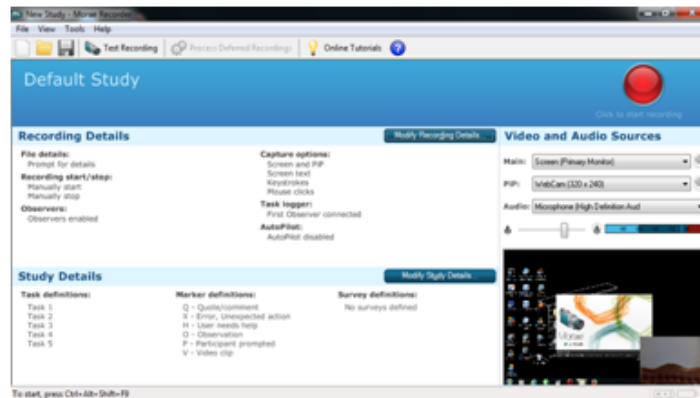 New Study - Morae Recorder
File View Tools Help
Test Recording Process Deferred Recordings Online Tutorials
Default Study
Click to start recording
Recording Details
Modify Recording Details...
File details:
Prompt for details
Recording start/stop:
Manually start
Manually stop
Observers:
Observers enabled
Capture options:
Screen and PiP
Screen text
Keystrokes
Mouse clicks
Task logger:
First Observer connected
AutoPilot:
AutoPilot disabled
Video and Audio Sources
Main: Screen (Primary Monitor)
PiP: WebCam (320 x 240)
Audio: Microphone (High Definition Aud
Study Details
Modify Study Details...
Task definitions:
Task 1
Task 2
Task 3
Task 4
Task 5
Marker definitions:
Q - Quote/comment
X - Error, Unexpected action
H - User needs help
O - Observation
P - Participant prompted
V - Video clip
Survey definitions:
No surveys defined
Morae
To start, press Ctrl+Alt+Shift+F9